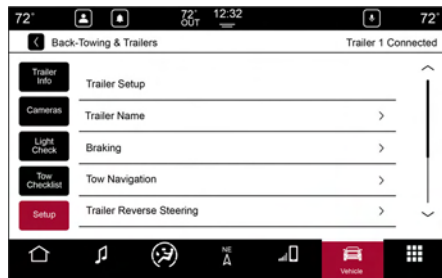 72°
72°
OUT
12:32
72°
Back-Towing & Trailers
Trailer 1 Connected
Trailer
Info
Trailer Setup
Cameras
Trailer Name
Light
Check
Braking
Tow
Checklist
Tow Navigation
Setup
Trailer Reverse Steering
NE
A
Vehicle